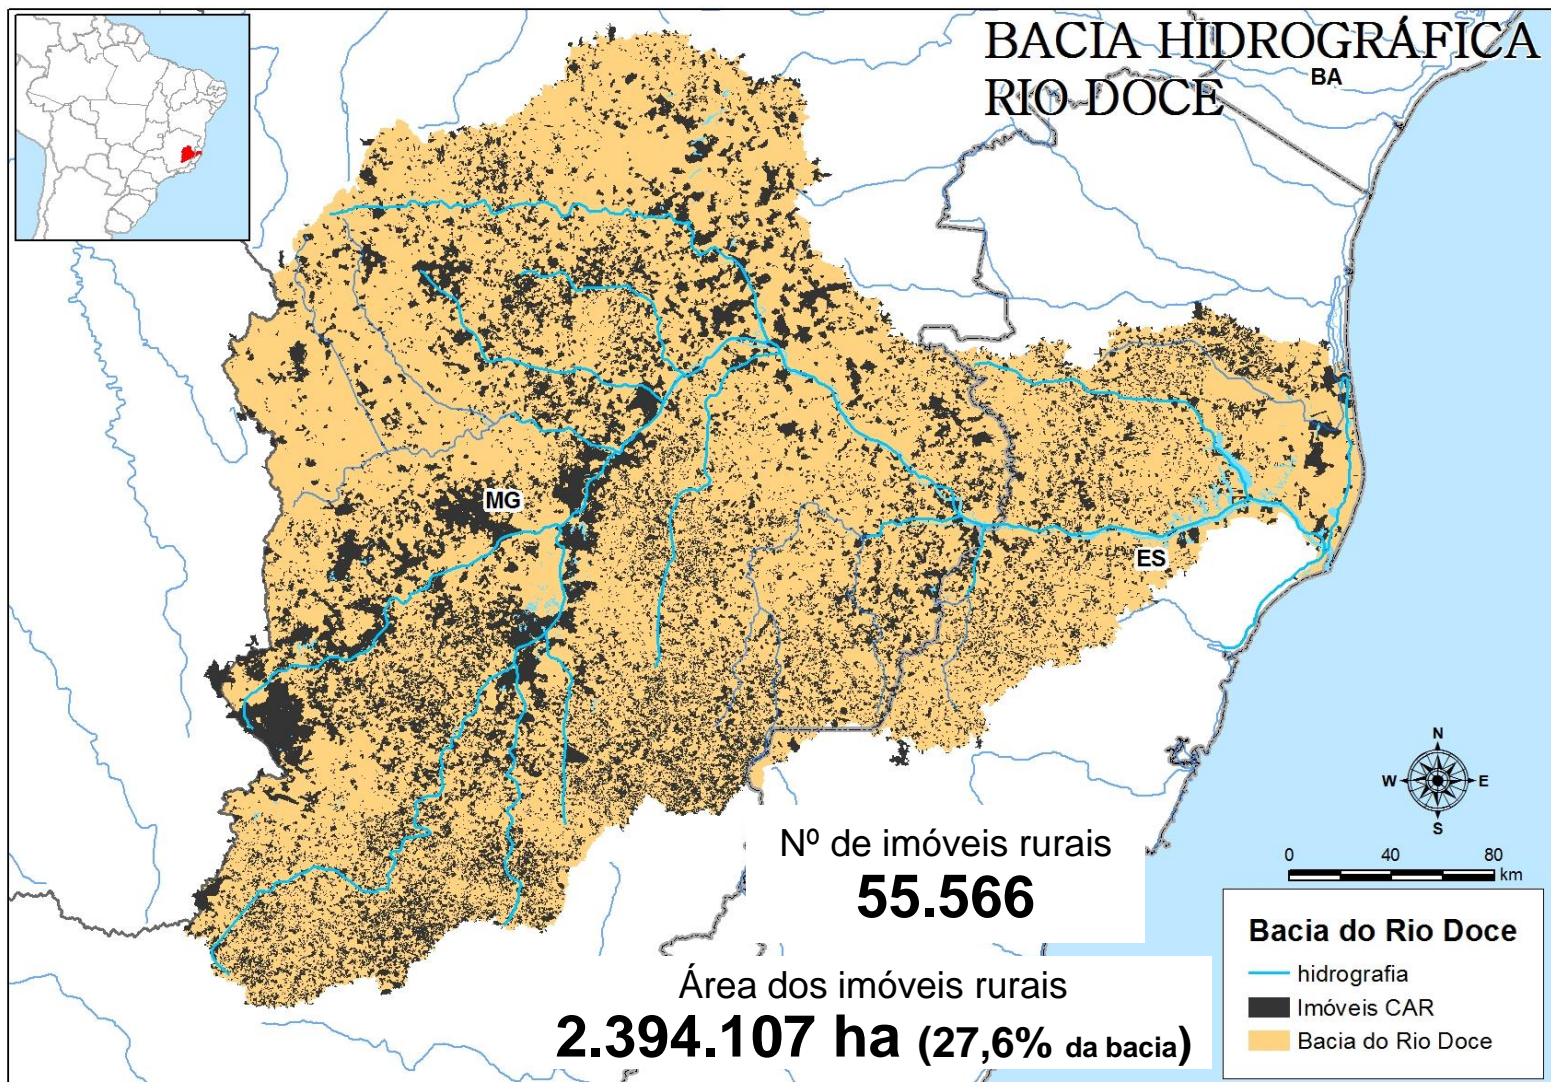 BACIA HIDROGRÁFICA
RIO DOCE
BA
MG
ES
N
W
E
S
0 40 80
km
Nº de imóveis rurais
55.566
Área dos imóveis rurais
2.394.107 ha (27,6% da bacia)
Bacia do Rio Doce
hidrografia
Imóveis CAR
Bacia do Rio Doce